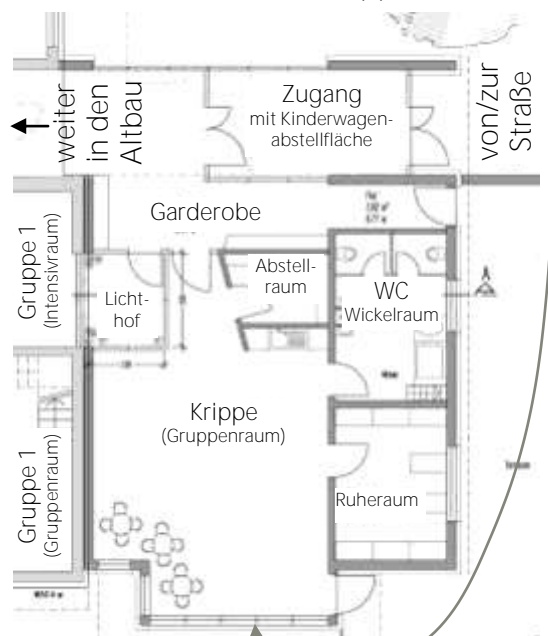 Zugang
mit Kinderwagen-
abstellfläche
weiter
in den
Altbau
von/zur
Straße
Garderobe
Gruppe 1
(Intensivraum)
Licht-
hof
Abstell-
raum
WC
Wickelraum
Krippe
(Gruppenraum)
Gruppe 1
(Gruppenraum)
Ruheraum